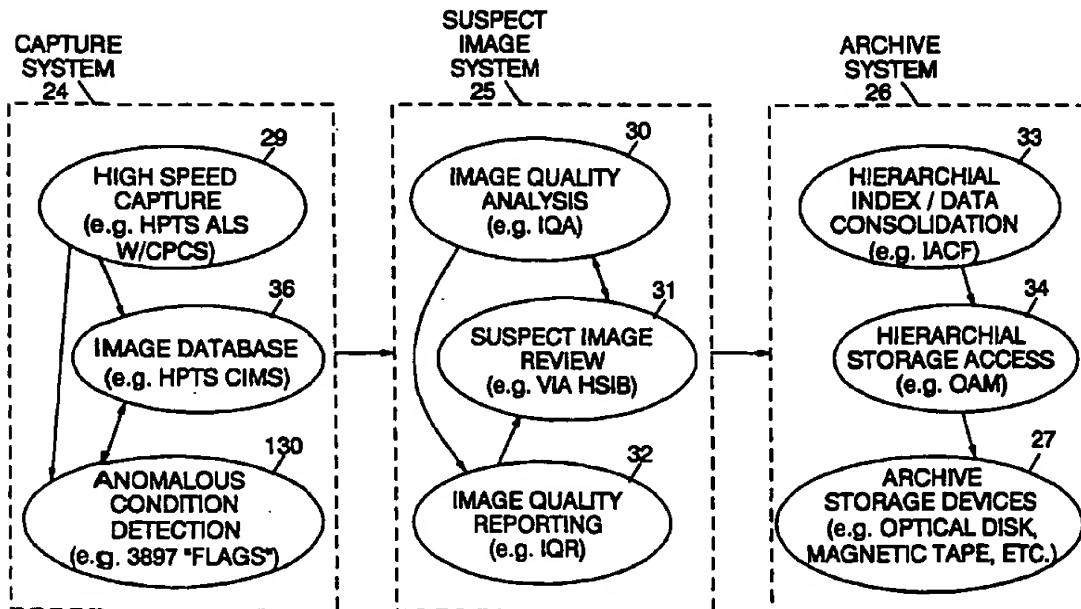 CAPTURE
SYSTEM
24
29
HIGH SPEED
CAPTURE
(e.g. HPTS ALS
W/CPCS)
36
IMAGE DATABASE
(e.g. HPTS CIMS)
130
ANOMALOUS
CONDITION
DETECTION
(e.g. 3897 "FLAGS")
SUSPECT
IMAGE
SYSTEM
25
30
IMAGE QUALITY
ANALYSIS
(e.g. IQA)
31
SUSPECT IMAGE
REVIEW
(e.g. VIA HSIB)
32
IMAGE QUALITY
REPORTING
(e.g. IQR)
ARCHIVE
SYSTEM
26
33
HIERARCHIAL
INDEX / DATA
CONSOLIDATION
(e.g. IACF)
34
HIERARCHIAL
STORAGE ACCESS
(e.g. OAM)
27
ARCHIVE
STORAGE DEVICES
(e.g. OPTICAL DISK,
MAGNETIC TAPE, ETC.)